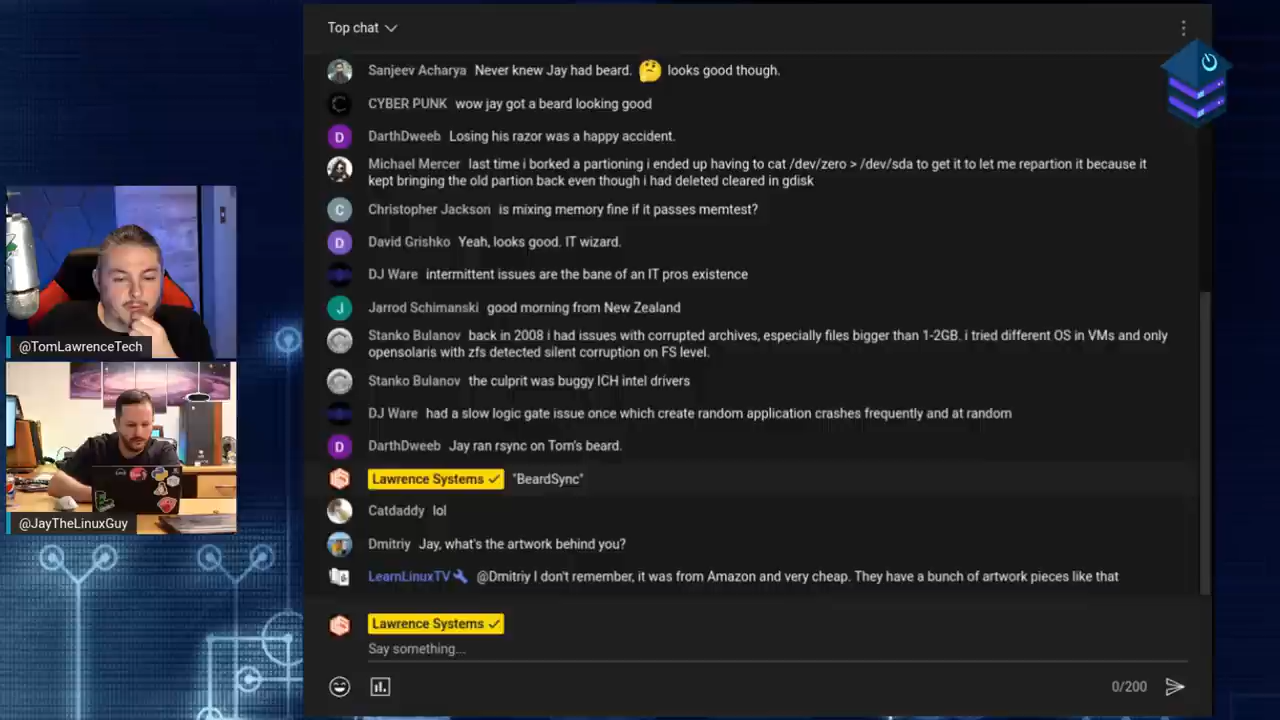 Top chat
Sanjeev Acharya Never knew Jay had beard. 🤔 looks good though.
CYBER PUNK wow jay got a beard looking good
D DarthDweeb Losing his razor was a happy accident.
Michael Mercer last time i borked a partioning i ended up having to cat /dev/zero > /dev/sda to get it to let me repartion it because it
kept bringing the old partion back even though i had deleted cleared in gdisk
C Christopher Jackson is mixing memory fine if it passes memtest?
D David Grishko Yeah, looks good. IT wizard.
DJ Ware intermittent issues are the bane of an IT pros existence
J Jarrod Schimanski good morning from New Zealand
Stanko Bulanov back in 2008 i had issues with corrupted archives, especially files bigger than 1-2GB. i tried different OS in VMs and only
opensolaris with zfs detected silent corruption on FS level.
Stanko Bulanov the culprit was buggy ICH intel drivers
DJ Ware had a slow logic gate issue once which create random application crashes frequently and at random
D DarthDweeb Jay ran rsync on Tom's beard.
Lawrence Systems "BeardSync"
Catdaddy lol
Dmitriy Jay, what's the artwork behind you?
LearnLinuxTV @Dmitriy I don't remember, it was from Amazon and very cheap. They have a bunch of artwork pieces like that
Lawrence Systems
Say something...
0/200
@TomLawrenceTech
@JayTheLinuxGuy